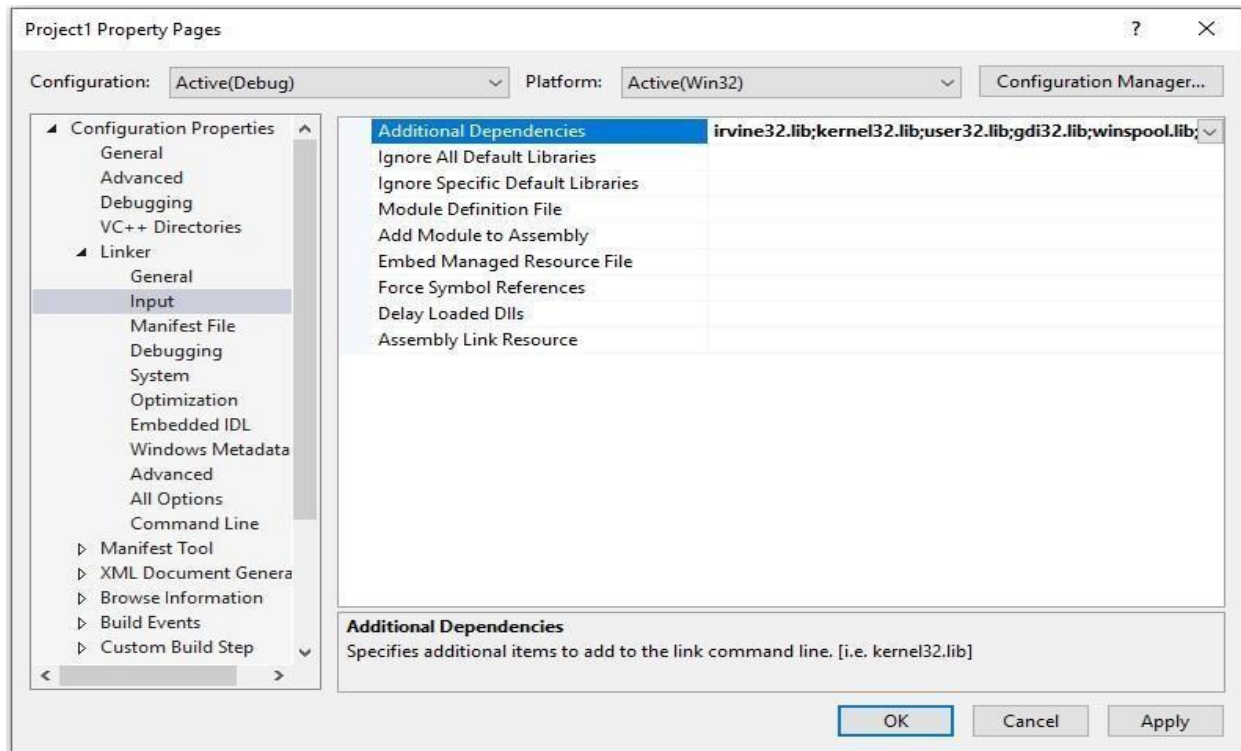 Project1 Property Pages
? ×
Configuration: Active(Debug) Platform: Active(Win32) Configuration Manager...
Configuration Properties
General
Advanced
Debugging
VC++ Directories
Linker
General
Input
Manifest File
Debugging
System
Optimization
Embedded IDL
Windows Metadata
Advanced
All Options
Command Line
Manifest Tool
XML Document Genera
Browse Information
Build Events
Custom Build Step
Additional Dependencies irvine32.lib;kernel32.lib;user32.lib;gdi32.lib;winspool.lib;
Ignore All Default Libraries
Ignore Specific Default Libraries
Module Definition File
Add Module to Assembly
Embed Managed Resource File
Force Symbol References
Delay Loaded Dlls
Assembly Link Resource
Additional Dependencies
Specifies additional items to add to the link command line. [i.e. kernel32.lib]
OK Cancel Apply